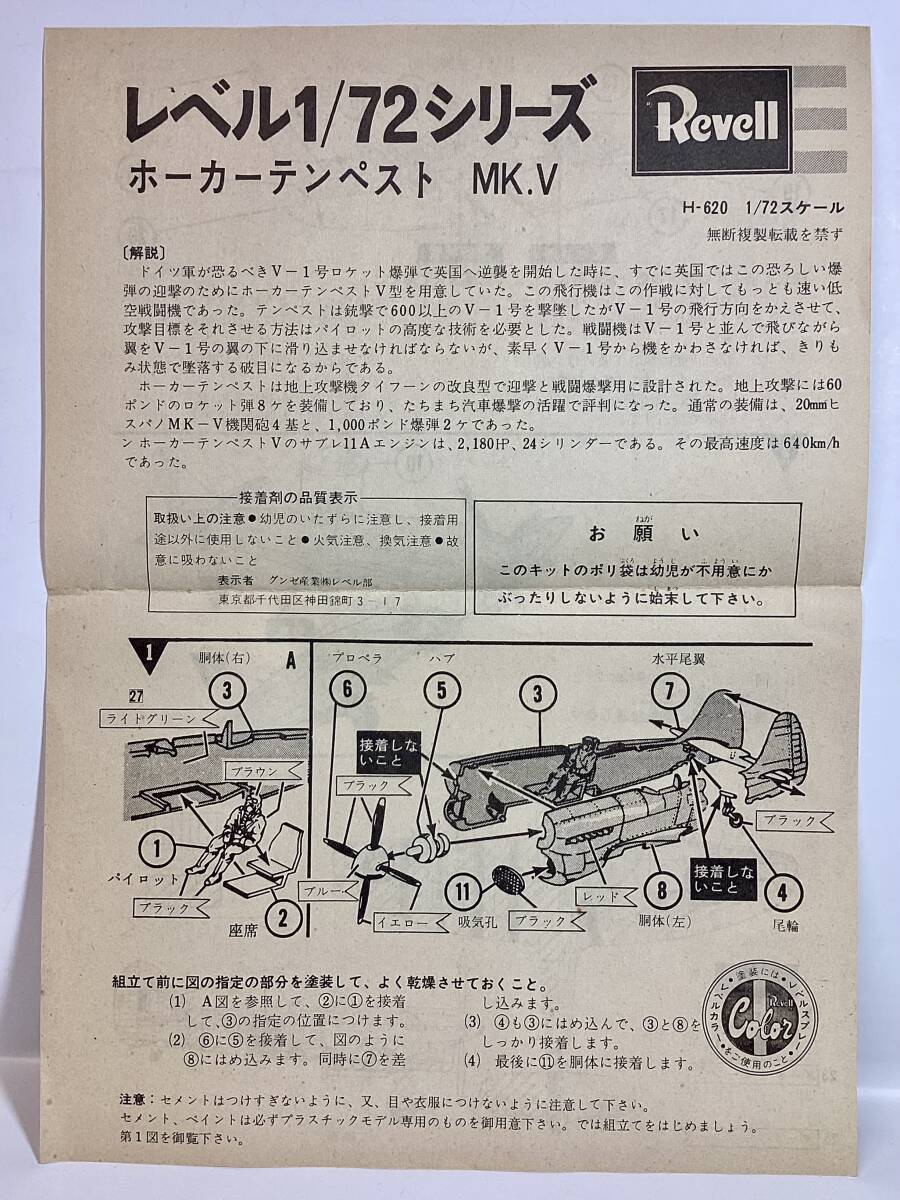 レベル1/72シリーズ
Revell
ホーカーテンペスト MK.V
H-620 1/72スケール
無断複製転載を禁ず
〔解説〕
ドイツ軍が恐るべきV−1号ロケット爆弾で英国へ逆襲を開始した時に、すでに英国ではこの恐ろしい爆
弾の迎撃のためにホーカーテンペストV型を用意していた。この飛行機はこの作戦に対してもっとも速い低
空戦闘機であった。テンペストは銃撃で600以上のV−1号を撃墜したがV−1号の飛行方向をかえさせて、
攻撃目標をそれさせる方法はパイロットの高度な技術を必要とした。戦闘機はV−1号と並んで飛びながら
翼をV−1号の翼の下に滑り込ませなければならないが、素早くV−1号から機をかわさなければ、きりも
み状態で墜落する破目になるからである。
ホーカーテンペストは地上攻撃機タイフーンの改良型で迎撃と戦闘爆撃用に設計された。地上攻撃には60
ポンドのロケット弾8ケを装備しており、たちまち汽車爆撃の活躍で評判になった。通常の装備は、20mmヒ
スパノMK−V機関砲4基と、1,000ポンド爆弾2ケであった。
ン ホーカーテンペストVのサブレ11Aエンジンは、2,180HP、24シリンダーである。その最高速度は640km/h
であった。
接着剤の品質表示
取扱い上の注意●幼児のいたずらに注意し、接着用
途以外に使用しないこと●火気注意、換気注意●故
意に吸わないこと
表示者 グンゼ産業㈱レベル部
東京都千代田区神田錦町3−17
お願い
ねがい
このキットのポリ袋は幼児が不用意にか
ぶったりしないように始末して下さい。
1
胴体(右)
A
プロペラ
ハブ
水平尾翼
27
3
6
5
3
7
ライトグリーン
接着しな
いこと
ブラウン
ブラック
ブラック
1
パイロット
ブルー
11
レッド
接着しな
いこと
8
4
ブラック
2
座席
イエロー
吸気孔
ブラック
胴体(左)
尾輪
組立て前に図の指定の部分を塗装して、よく乾燥させておくこと。
(1) A図を参照して、②に①を接着
して、③の指定の位置につけます。
(2) ⑥に⑤を接着して、図のように
⑧にはめ込みます。同時に⑦を差
し込みます。
(3) ④も③にはめ込んで、③と⑧を
しっかり接着します。
(4) 最後に⑪を胴体に接着します。
塗装には、レベルスプレー
Revell
Color
をご使用のこと
注意：セメントはつけすぎないように、又、目や衣服につけないように注意して下さい。
セメント、ペイントは必ずプラスチックモデル専用のものを御用意下さい。では組立てをはじめましょう。
第1図を御覧下さい。